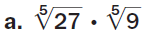 a. ⁵√27 · ⁵√9